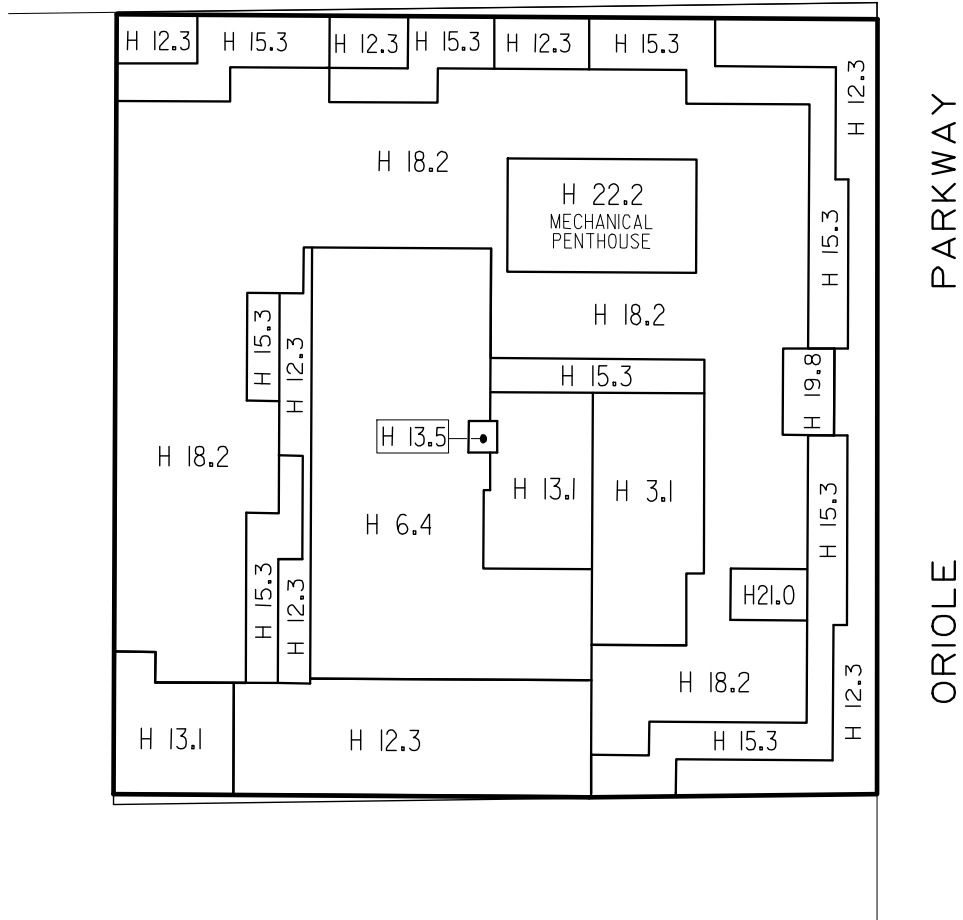 H 12.3
H 15.3
H 12.3
H 15.3
H 12.3
H 15.3
H 12.3
PARKWAY
H 18.2
H 22.2
MECHANICAL
PENTHOUSE
H 15.3
H 18.2
H 15.3
H 12.3
H 15.3
H 19.8
H 13.5
H 18.2
H 13.1
H 3.1
H 15.3
H 6.4
H 15.3
H 12.3
H21.0
ORIOLE
H 18.2
H 12.3
H 13.1
H 12.3
H 15.3